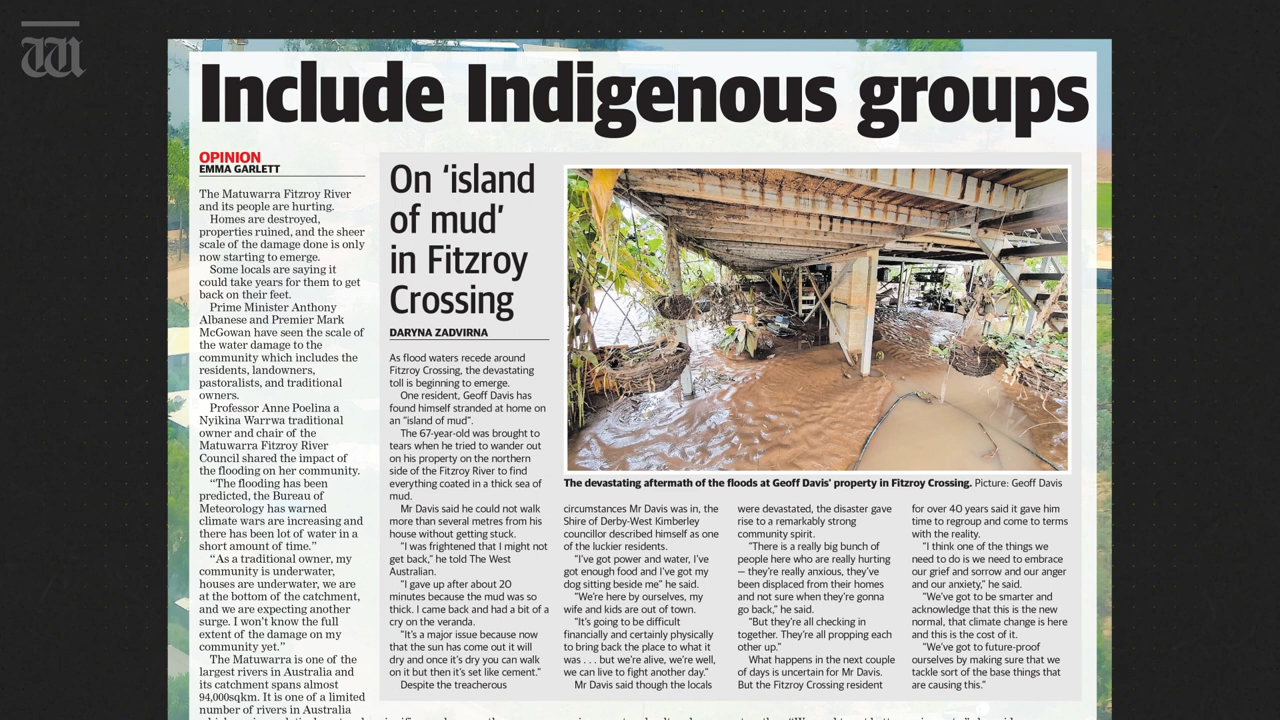 Include Indigenous groups
OPINION
EMMA GARLETT
The Matuwarra Fitzroy River
and its people are hurting.
Homes are destroyed,
properties ruined, and the sheer
scale of the damage done is only
now starting to emerge.
Some locals are saying it
could take years for them to get
back on their feet.
Prime Minister Anthony
Albanese and Premier Mark
McGowan have seen the scale of
the water damage to the
community which includes the
residents, landowners,
pastoralists, and traditional
owners.
Professor Anne Poelina a
Nyikina Warrwa traditional
owner and chair of the
Matuwarra Fitzroy River
Council shared the impact of
the flooding on her community.
“The flooding has been
predicted, the Bureau of
Meteorology has warned
climate wars are increasing and
there has been lot of water in a
short amount of time.”
“As a traditional owner, my
community is underwater,
houses are underwater, we are
at the bottom of the catchment,
and we are expecting another
surge. I won’t know the full
extent of the damage on my
community yet.”
The Matuwarra is one of the
largest rivers in Australia and
its catchment spans almost
94,000sqkm. It is one of a limited
number of rivers in Australia
On ‘island
of mud’
in Fitzroy
Crossing
DARYNA ZADVIRNA
As flood waters recede around
Fitzroy Crossing, the devastating
toll is beginning to emerge.
One resident, Geoff Davis has
found himself stranded at home on
an “island of mud”.
The 67-year-old was brought to
tears when he tried to wander out
on his property on the northern
side of the Fitzroy River to find
everything coated in a thick sea of
mud.
Mr Davis said he could not walk
more than several metres from his
house without getting stuck.
“I was frightened that I might not
get back,” he told The West
Australian.
“I gave up after about 20
minutes because the mud was so
thick. I came back and had a bit of a
cry on the veranda.
“It’s a major issue because now
that the sun has come out it will
dry and once it’s dry you can walk
on it but then it’s set like cement.”
Despite the treacherous
The devastating aftermath of the floods at Geoff Davis’ property in Fitzroy Crossing. Picture: Geoff Davis
circumstances Mr Davis was in, the
Shire of Derby-West Kimberley
councillor described himself as one
of the luckier residents.
“I’ve got power and water, I’ve
got enough food and I’ve got my
dog sitting beside me” he said.
“We’re here by ourselves, my
wife and kids are out of town.
“It’s going to be difficult
financially and certainly physically
to bring back the place to what it
was . . . but we’re alive, we’re well,
we can live to fight another day.”
Mr Davis said though the locals
were devastated, the disaster gave
rise to a remarkably strong
community spirit.
“There is a really big bunch of
people here who are really hurting
— they’re really anxious, they’ve
been displaced from their homes
and not sure when they’re gonna
go back,” he said.
“But they’re all checking in
together. They’re all propping each
other up.”
What happens in the next couple
of days is uncertain for Mr Davis.
But the Fitzroy Crossing resident
for over 40 years said it gave him
time to regroup and come to terms
with the reality.
“I think one of the things we
need to do is we need to embrace
our grief and sorrow and our anger
and our anxiety,” he said.
“We’ve got to be smarter and
acknowledge that this is the new
normal, that climate change is here
and this is the cost of it.
“We’ve got to future-proof
ourselves by making sure that we
tackle sort of the base things that
are causing this.”